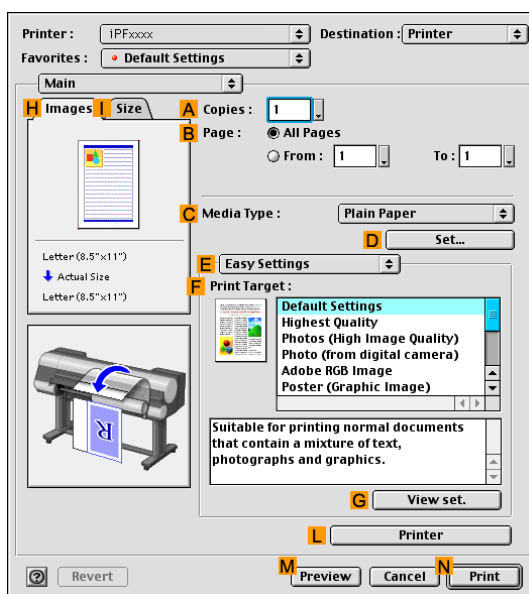 Printer : iPFxxxx Destination : Printer
Favorites : Default Settings
Main
H Images I Size
A Copies : 1
B Page : All Pages
From : 1 To : 1
C Media Type : Plain Paper
D Set...
Letter (8.5"x11")
Actual Size
Letter (8.5"x11")
E Easy Settings
F Print Target :
Default Settings
Highest Quality
Photos (High Image Quality)
Photo (from digital camera)
Adobe RGB Image
Poster (Graphic Image)
R
Suitable for printing normal documents
that contain a mixture of text,
photographs and graphics.
G View set.
L Printer
? Revert M Preview Cancel N Print